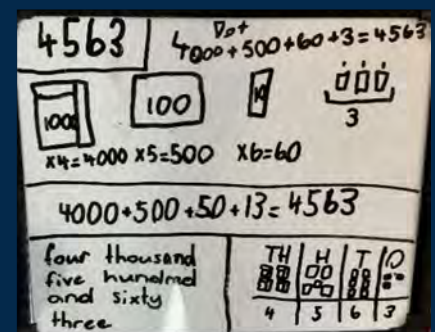 4563
4000+500+60+3=4563
1000
100
10
3
x4=4000 x5=500 x6=60
4000+500+50+13=4563
four thousand
five hundred
and sixty
three
TH H T O
4 5 6 3